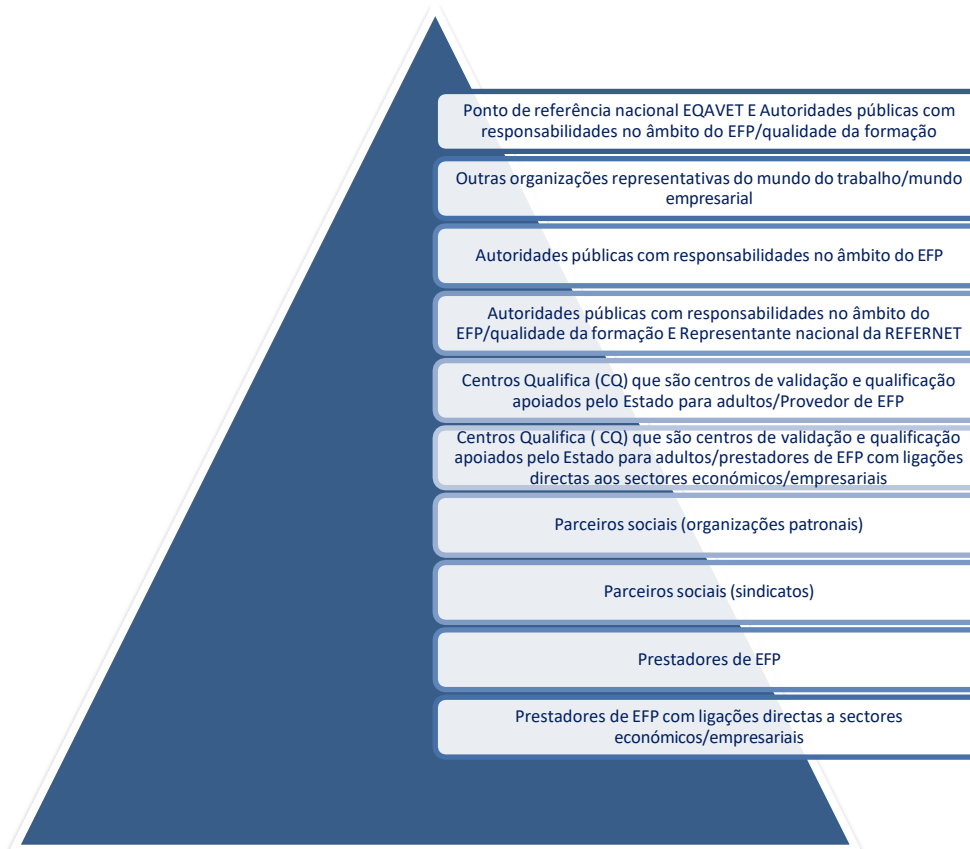 Ponto de referência nacional EQAVET E Autoridades públicas com
responsabilidades no âmbito do EFP/qualidade da formação
Outras organizações representativas do mundo do trabalho/mundo
empresarial
Autoridades públicas com responsabilidades no âmbito do EFP
Autoridades públicas com responsabilidades no âmbito do
EFP/qualidade da formação E Representante nacional da REFERNET
Centros Qualifica (CQ) que são centros de validação e qualificação
apoiados pelo Estado para adultos/Provedor de EFP
Centros Qualifica ( CQ) que são centros de validação e qualificação
apoiados pelo Estado para adultos/prestadores de EFP com ligações
directas aos sectores económicos/empresariais
Parceiros sociais (organizações patronais)
Parceiros sociais (sindicatos)
Prestadores de EFP
Prestadores de EFP com ligações directas a sectores
económicos/empresariais